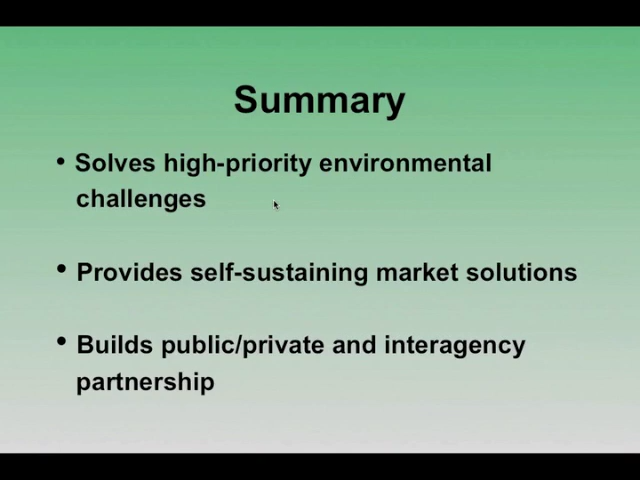 Summary
• Solves high-priority environmental
challenges
• Provides self-sustaining market solutions
• Builds public/private and interagency
partnership